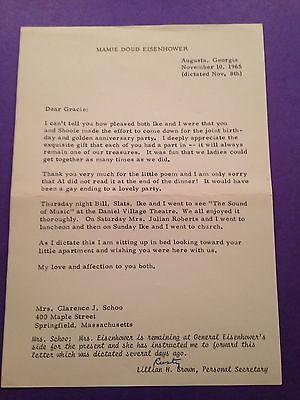 MAMIE DOUD EISENHOWER
Augusta, Georgia
November 10, 1965
(dictated Nov. 8th)
Dear Gracie:
I can't tell you how pleased both Ike and I were that you
and Shooie made the effort to come down for the joint birth-
day and golden anniversary party. I deeply appreciate the
exquisite gift that each of you had a part in -- it will always
remain one of our treasures. It was fun that we ladies could
get together as many times as we did.
Thank you very much for the little poem and I am only sorry
that Al did not read it at the end of the dinner! It would have
been a gay ending to a lovely party.
Thursday night Bill, Slats, Ike and I went to see "The Sound
of Music" at the Daniel Village Theatre. We all enjoyed it
thoroughly. On Saturday Mrs. Julian Roberts and I went to
luncheon and then on Sunday Ike and I went to church.
As I dictate this I am sitting up in bed looking toward your
little apartment and wishing you were here with us.
My love and affection to you both.
Mrs. Clarence J. Schoo
400 Maple Street
Springfield, Massachusetts
Mrs. Schoo: Mrs. Eisenhower is remaining at General Eisenhower's
side for the present and she has instructed me to forward this
letter which was dictated several days ago.
Rusty
Lillian H. Brown, Personal Secretary